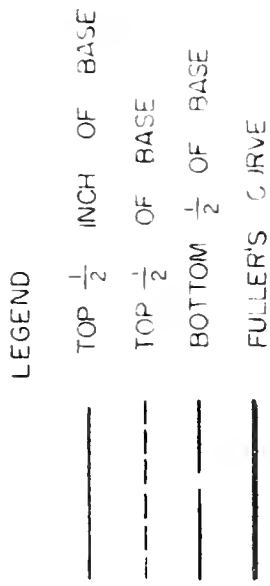 LEGEND
TOP 1/2 INCH OF BASE
TOP 1/2 OF BASE
BOTTOM 1/2 OF BASE
FULLER'S CURVE